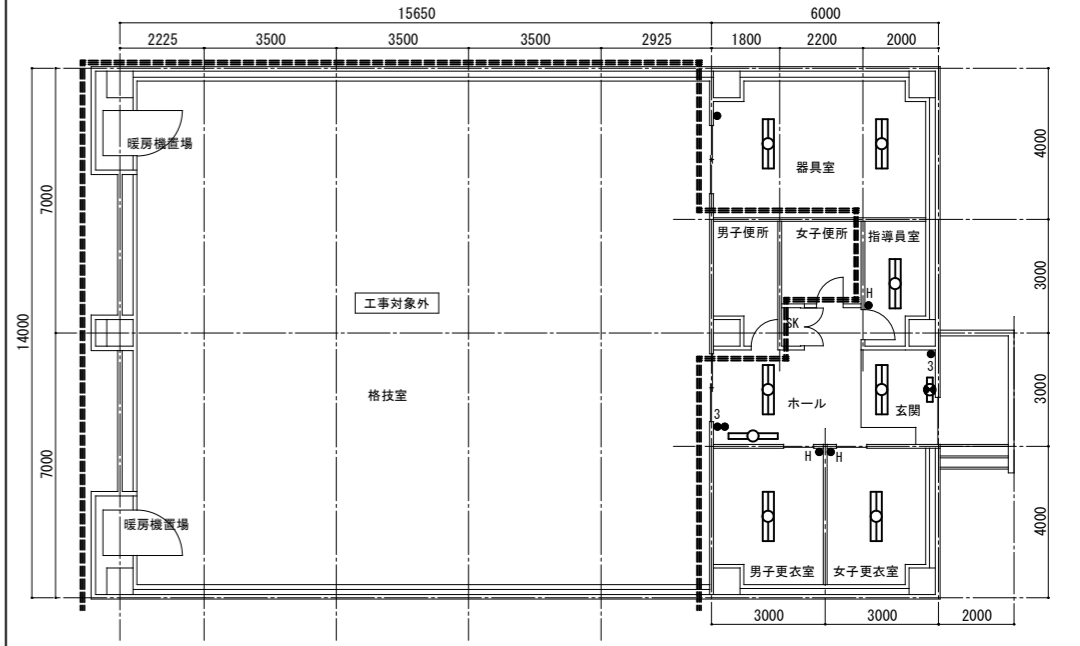 15650
6000
2225
3500
3500
3500
2925
1800
2200
2000
暖房機置場
器具室
4000
7000
男子便所
女子便所
指導員室
3000
工事対象外
H
SK
14000
3
3000
格技室
ホール
玄関
3
7000
H
H
暖房機置場
4000
男子更衣室
女子更衣室
3000
3000
2000